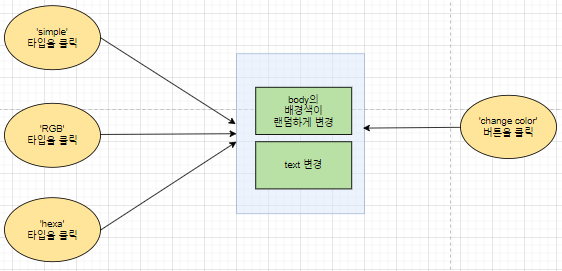 'simple'
타입을 클릭
'RGB'
타입을 클릭
'hexa'
타입을 클릭
body의
배경색이
랜덤하게 변경
text 변경
'change color'
버튼을 클릭